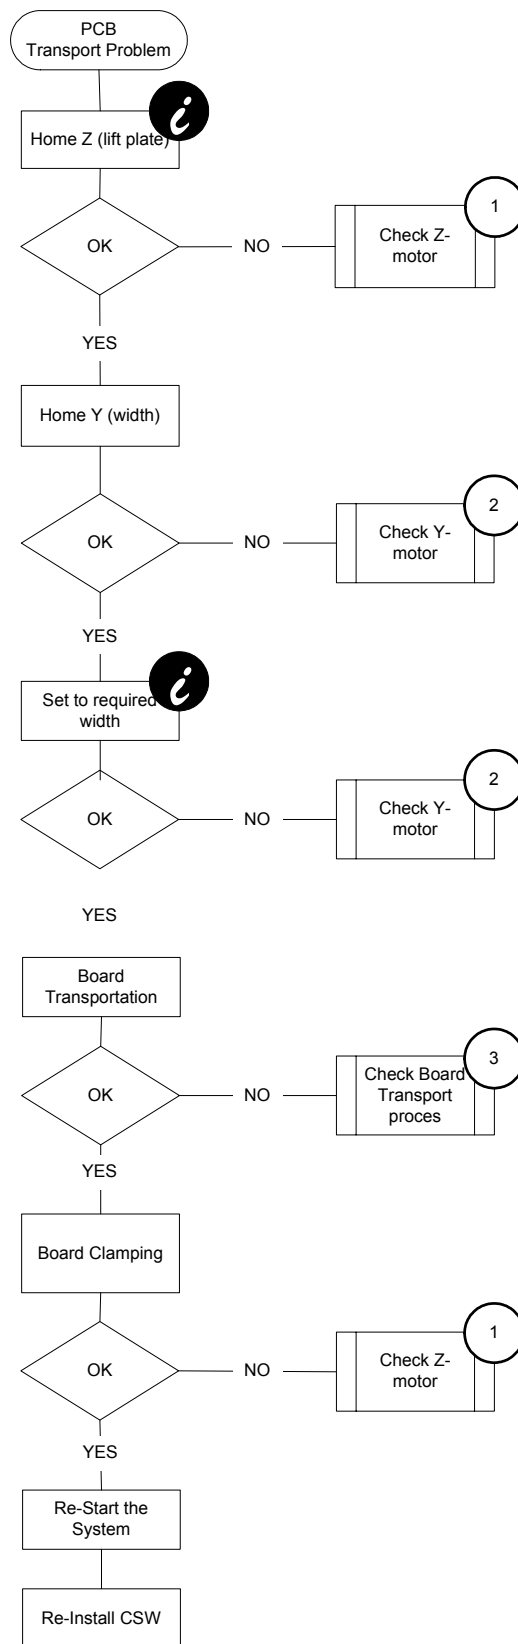 PCB
Transport Problem
i
Home Z (lift plate)
1
OK
NO
Check Z-
motor
YES
Home Y (width)
2
OK
NO
Check Y-
motor
YES
i
Set to required
width
2
OK
NO
Check Y-
motor
YES
Board
Transportation
3
OK
NO
Check Board
Transport
proces
YES
Board Clamping
1
OK
NO
Check Z-
motor
YES
Re-Start the
System
Re-Install CSW